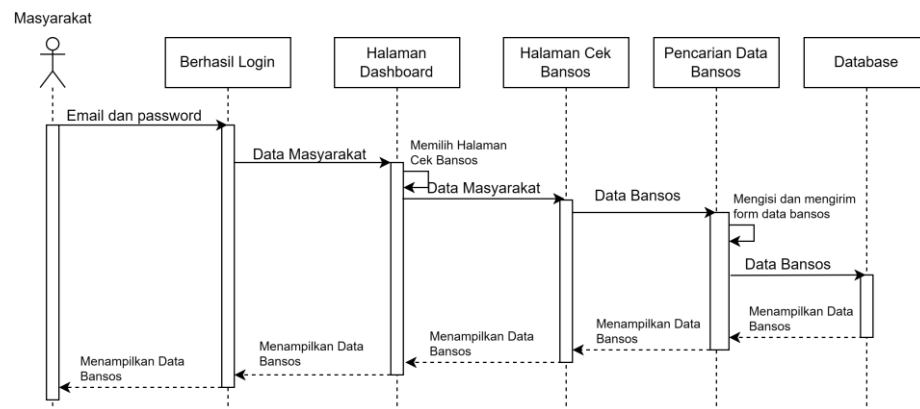 Masyarakat
Berhasil Login
Halaman
Dashboard
Halaman Cek
Bansos
Pencarian Data
Bansos
Database
Email dan password
Data Masyarakat
Memilih Halaman
Cek Bansos
Data Masyarakat
Data Bansos
Mengisi dan mengirim
form data bansos
Data Bansos
Menampilkan Data
Bansos
Menampilkan Data
Bansos
Menampilkan Data
Bansos
Menampilkan Data
Bansos
Menampilkan Data
Bansos